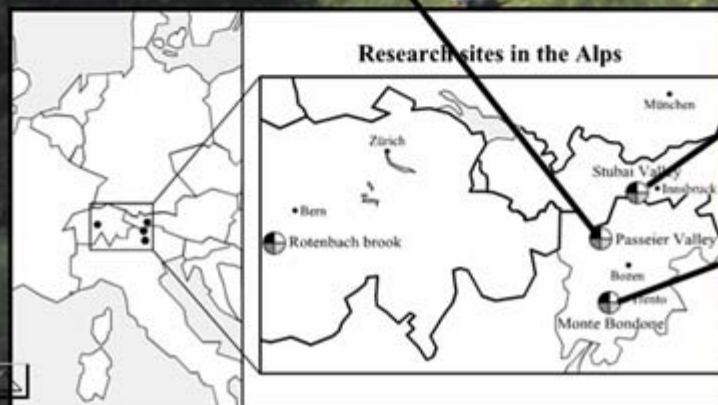 Research sites in the Alps
München
Zürich
Stubai Valley
Innsbruck
Bern
Rotenbach brook
Passeier Valley
Bozen
Trento
Monte Bondone